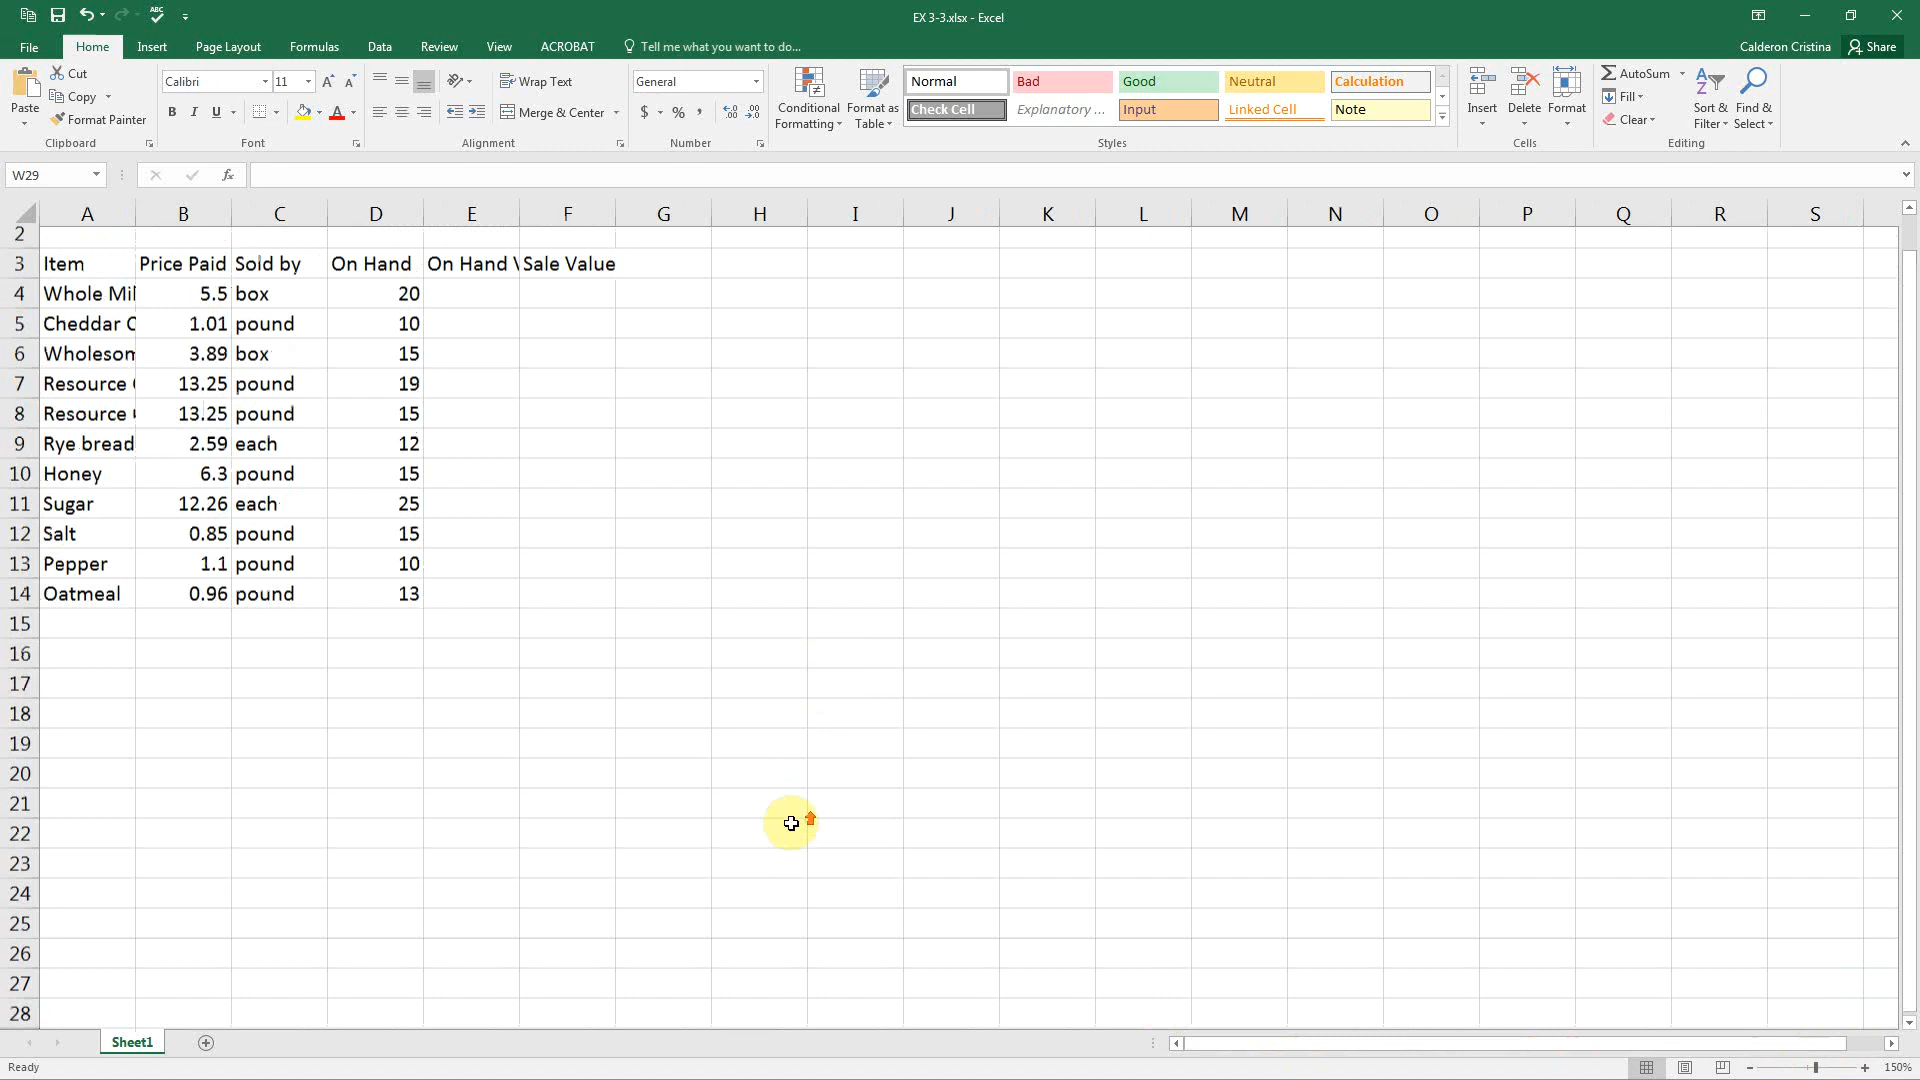 EX 3-3.xlsx - Excel
File Home Insert Page Layout Formulas Data Review View ACROBAT Tell me what you want to do... Calderon Cristina Share
Paste Cut Copy Format Painter
Clipboard
Calibri 11
B I U
Font
Wrap Text
Merge & Center
Alignment
General
$ % ,
Number
Conditional Formatting
Format as Table
Normal Bad Good Neutral Calculation
Check Cell Explanatory ... Input Linked Cell Note
Styles
Insert Delete Format
Cells
AutoSum
Fill
Clear
Sort & Filter
Find & Select
Editing
W29 fx
A B C D E F G H I J K L M N O P Q R S
2
3 Item Price Paid Sold by On Hand On Hand Sale Value
4 Whole Mil 5.5 box 20
5 Cheddar C 1.01 pound 10
6 Wholesom 3.89 box 15
7 Resource 13.25 pound 19
8 Resource 13.25 pound 15
9 Rye bread 2.59 each 12
10 Honey 6.3 pound 15
11 Sugar 12.26 each 25
12 Salt 0.85 pound 15
13 Pepper 1.1 pound 10
14 Oatmeal 0.96 pound 13
15
16
17
18
19
20
21
22
23
24
25
26
27
28
Sheet1
Ready 150%